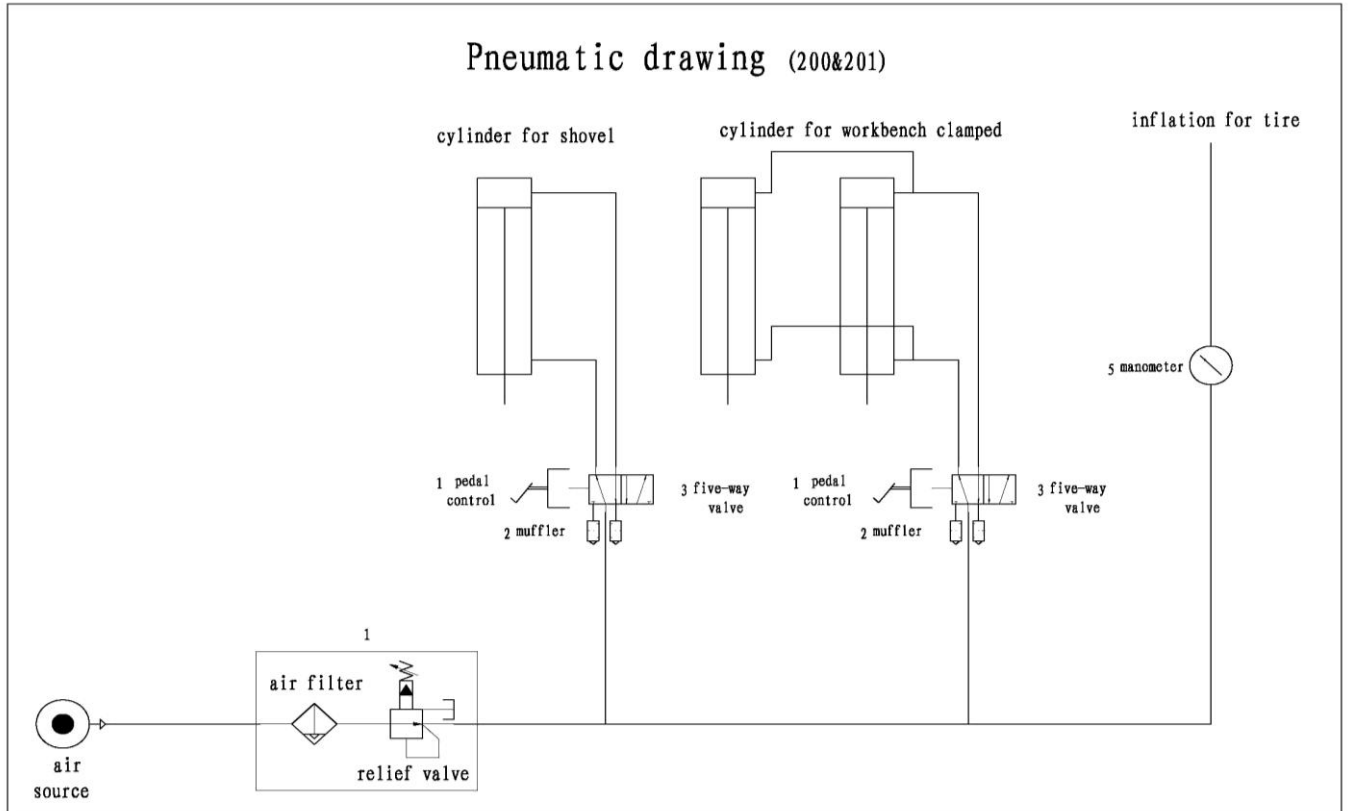 Pneumatic drawing (200&201)
cylinder for shovel
cylinder for workbench clamped
inflation for tire
5 manometer
1 pedal
control
3 five-way
valve
2 muffler
1 pedal
control
3 five-way
valve
2 muffler
1
air filter
relief valve
air
source